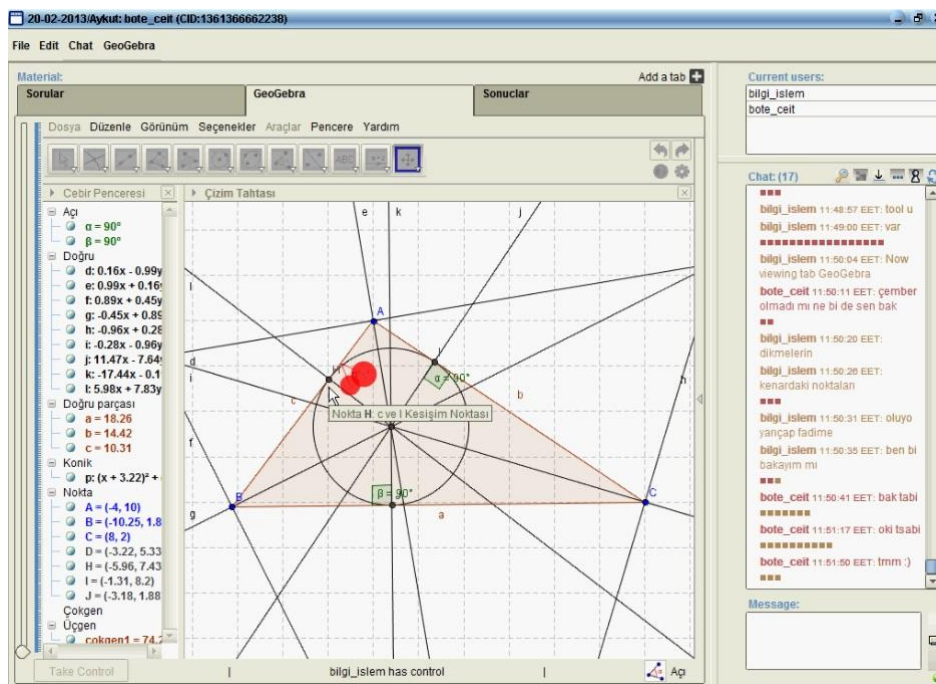 20-02-2013/Aykut: bote_ceit (CID:1361366662238)
File Edit Chat GeoGebra
Material:
Add a tab
Sorular
GeoGebra
Sonuclar
Dosya Düzenle Görünüm Seçenekler Araçlar Pencere Yardım
ABC
Cebir Penceresi
Açı
α = 90°
β = 90°
Doğru
d: 0.16x - 0.99y
e: 0.99x + 0.16
f: 0.89x + 0.45y
g: -0.45x + 0.89
h: -0.96x + 0.28
i: -0.28x - 0.96y
j: 11.47x - 7.64
k: -17.44x - 0.1
l: 5.98x + 7.83y
Doğru parçası
a = 18.26
b = 14.42
c = 10.31
Konik
p: (x + 3.22)² +
Nokta
A = (-4, 10)
B = (-10.25, 1.8
C = (8, 2)
D = (-3.22, 5.33
H = (-5.96, 7.43
I = (-1.31, 8.2)
J = (-3.18, 1.88
Çokgen
Üçgen
çokgen1 = 74.2
Çizim Tahtası
e
k
j
l
A
d
i
α = 90°
h
c
b
Nokta H: c ve l Kesişim Noktası
f
B
β = 90°
C
g
a
Take Control
bilgi_islem has control
Açı
Current users:
bilgi_islem
bote_ceit
Chat: (17)
bilgi_islem 11:48:57 EET: tool u
bilgi_islem 11:49:00 EET: var
bilgi_islem 11:50:04 EET: Now
viewing tab GeoGebra
bote_ceit 11:50:11 EET: çember
olmadı mı ne bi de sen bak
bilgi_islem 11:50:20 EET:
dikmelerin
bilgi_islem 11:50:26 EET:
kenardaki noktaları
bilgi_islem 11:50:31 EET: oluyo
yançap fadime
bilgi_islem 11:50:35 EET: ben bi
bakayım mı
bote_ceit 11:50:41 EET: bak tabi
bote_ceit 11:51:17 EET: oki tsabi
bote_ceit 11:51:50 EET: tmm :)
Message: